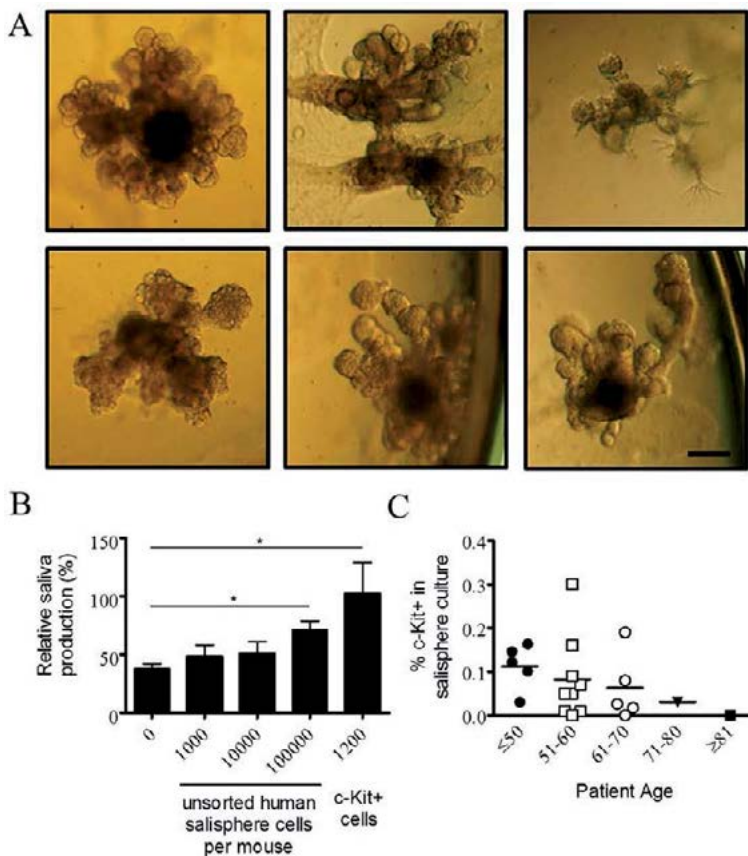 A
B
C
150
100
50
0
Relative saliva
production (%)
*
*
0
1000
10000
100000
1200
unsorted human
salisphere cells
per mouse
c-Kit+
cells
0.4
0.3
0.2
0.1
0.0
% c-Kit+ in
salisphere culture
≤50
51-60
61-70
71-80
≥81
Patient Age